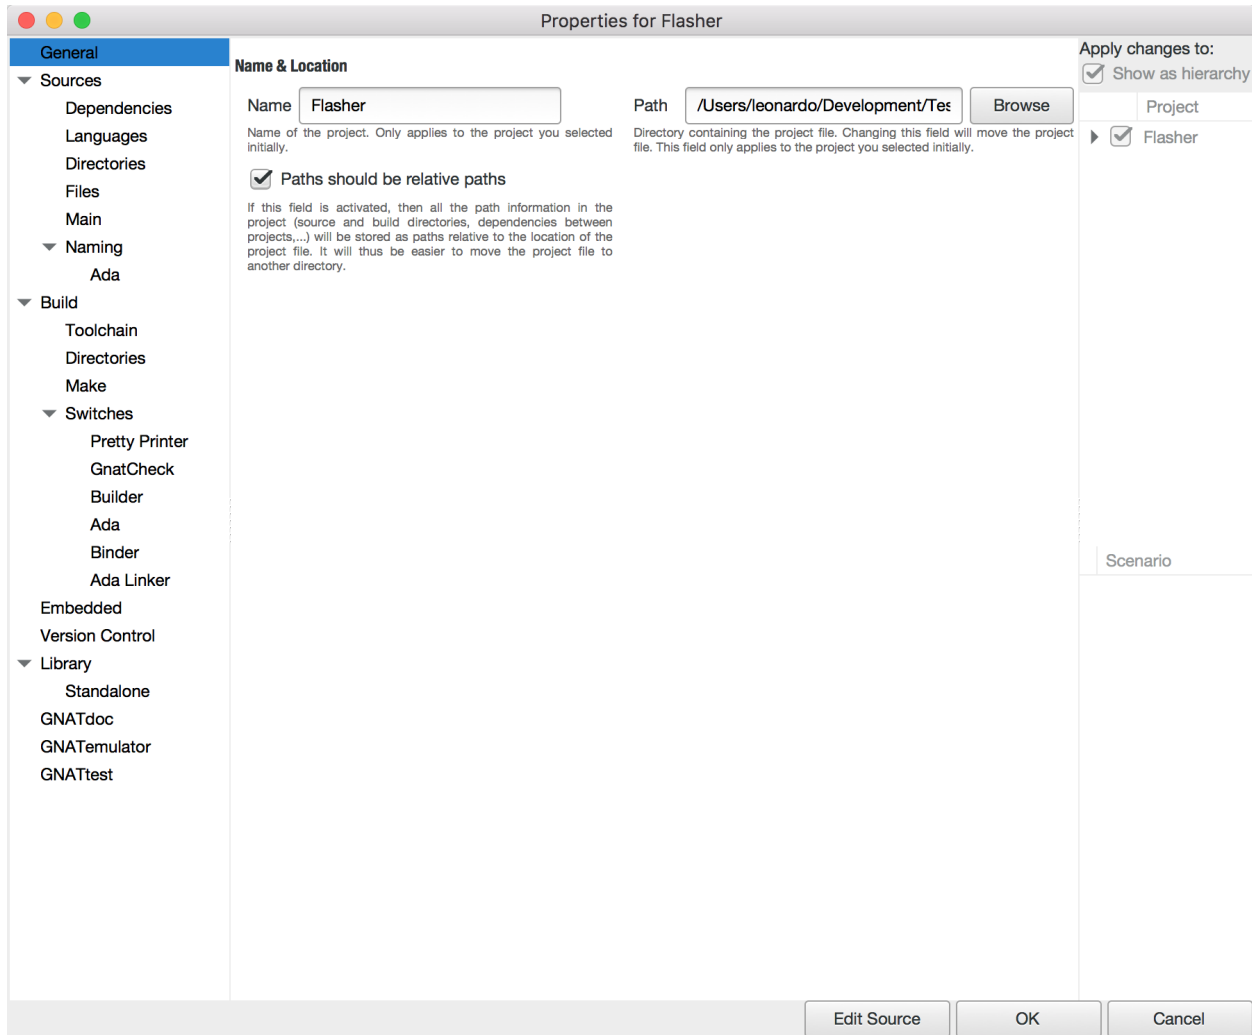 Properties for Flasher
General
Sources
Dependencies
Languages
Directories
Files
Main
Naming
Ada
Build
Toolchain
Directories
Make
Switches
Pretty Printer
GnatCheck
Builder
Ada
Binder
Ada Linker
Embedded
Version Control
Library
Standalone
GNATdoc
GNATemulator
GNATtest
Name & Location
Name Flasher
Name of the project. Only applies to the project you selected
initially.
Paths should be relative paths
If this field is activated, then all the path information in the
project (source and build directories, dependencies between
projects,...) will be stored as paths relative to the location of the
project file. It will thus be easier to move the project file to
another directory.
Path /Users/leonardo/Development/Tes Browse
Directory containing the project file. Changing this field will move the project
file. This field only applies to the project you selected initially.
Apply changes to:
Show as hierarchy
Project
Flasher
Scenario
Edit Source OK Cancel